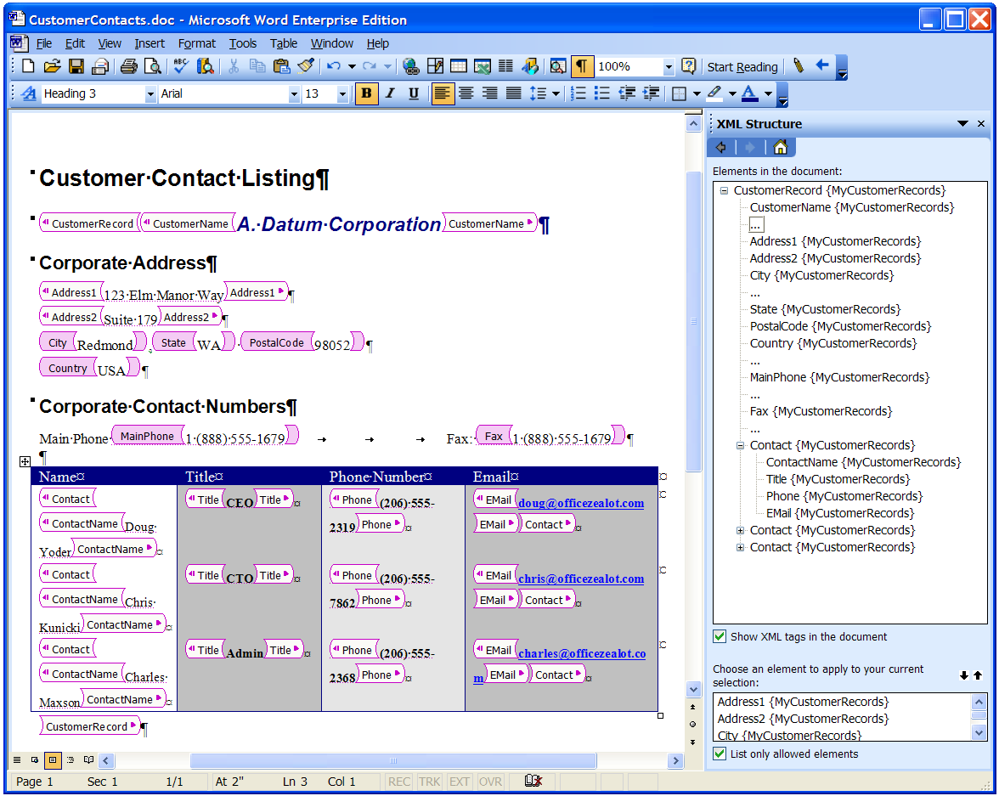 CustomerContacts.doc - Microsoft Word Enterprise Edition
File Edit View Insert Format Tools Table Window Help
100% Start Reading
Heading 3 Arial 13 B I U
Customer·Contact·Listing¶
CustomerRecord CustomerName A.·Datum·Corporation CustomerName ¶
Corporate·Address¶
Address1 123·Elm·Manor·Way Address1 ¶
Address2 Suite·179 Address2 ¶
City Redmond , State WA · PostalCode 98052 ¶
Country USA ¶
Corporate·Contact·Numbers¶
Main·Phone· MainPhone 1·(888)·555-1679 → → → Fax:· Fax 1·(888)·555-1679 ¶
¶
Name¤ Title¤ Phone·Number¤ Email¤ ¤
Contact Title CEO Title ¤ Phone (206)·555- EMail doug@officezealot.com ¤
ContactName Doug· 2319 Phone ¤ EMail Contact ¤
Yoder ContactName ¤
Contact Title CTO Title ¤ Phone (206)·555- EMail chris@officezealot.com ¤
ContactName Chris· 7862 Phone ¤ EMail Contact ¤
Kunicki ContactName ¤
Contact Title Admin Title ¤ Phone (206)·555- EMail charles@officezealot.co ¤
ContactName Charles· 2368 Phone ¤ m EMail Contact ¤
Maxson ContactName ¤
CustomerRecord ¶
XML Structure
Elements in the document:
CustomerRecord {MyCustomerRecords}
CustomerName {MyCustomerRecords}
...
Address1 {MyCustomerRecords}
Address2 {MyCustomerRecords}
City {MyCustomerRecords}
...
State {MyCustomerRecords}
PostalCode {MyCustomerRecords}
Country {MyCustomerRecords}
...
MainPhone {MyCustomerRecords}
...
Fax {MyCustomerRecords}
...
Contact {MyCustomerRecords}
ContactName {MyCustomerRecords}
Title {MyCustomerRecords}
Phone {MyCustomerRecords}
EMail {MyCustomerRecords}
Contact {MyCustomerRecords}
Contact {MyCustomerRecords}
Show XML tags in the document
Choose an element to apply to your current
selection:
Address1 {MyCustomerRecords}
Address2 {MyCustomerRecords}
City {MyCustomerRecords}
List only allowed elements
Page 1 Sec 1 1/1 At 2" Ln 3 Col 1 REC TRK EXT OVR